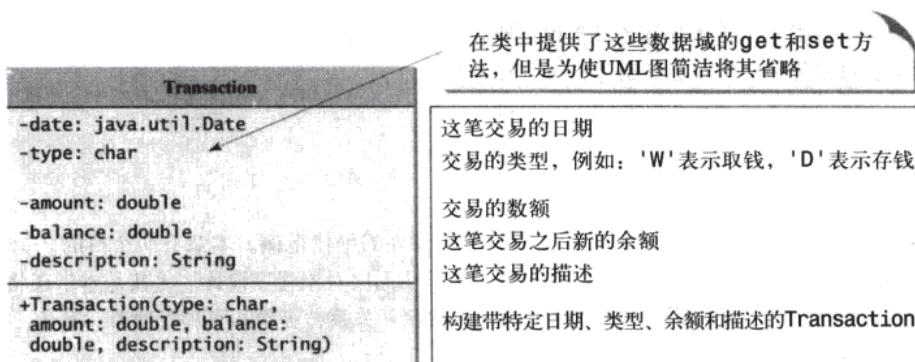 在类中提供了这些数据域的get和set方
法，但是为使UML图简洁将其省略
Transaction
-date: java.util.Date
-type: char
-amount: double
-balance: double
-description: String
+Transaction(type: char,
amount: double, balance:
double, description: String)
这笔交易的日期
交易的类型，例如：'W'表示取钱，'D'表示存钱
交易的数额
这笔交易之后新的余额
这笔交易的描述
构建带特定日期、类型、余额和描述的Transaction